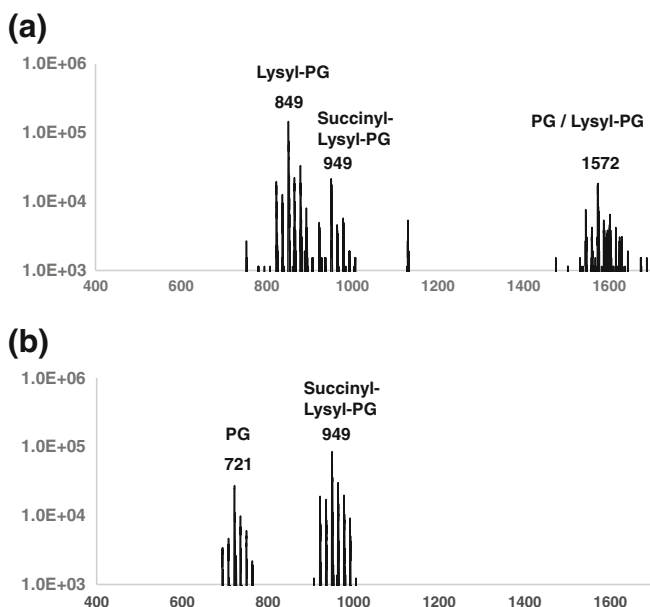 (a)
1.0E+06
1.0E+05
1.0E+04
1.0E+03
Lysyl-PG
849
Succinyl-
Lysyl-PG
949
PG / Lysyl-PG
1572
400 600 800 1000 1200 1400 1600
(b)
1.0E+06
1.0E+05
1.0E+04
1.0E+03
PG
721
Succinyl-
Lysyl-PG
949
400 600 800 1000 1200 1400 1600